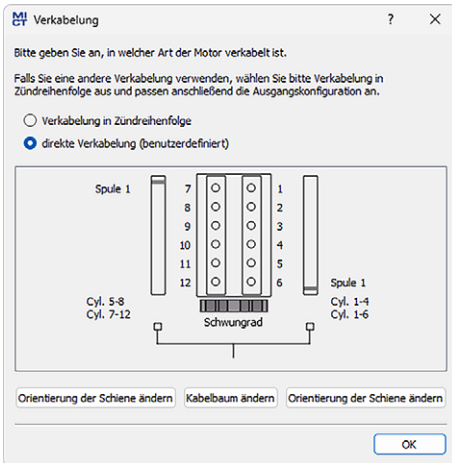 MICT Verkabelung
Bitte geben Sie an, in welcher Art der Motor verkabelt ist.
Falls Sie eine andere Verkabelung verwenden, wählen Sie bitte Verkabelung in
Zündreihenfolge aus und passen anschließend die Ausgangskonfiguration an.
Verkabelung in Zündreihenfolge
direkte Verkabelung (benutzerdefiniert)
Spule 1 7 1
8 2
9 3
10 4
11 5
12 6 Spule 1
Cyl. 5-8 Cyl. 1-4
Cyl. 7-12 Cyl. 1-6
Schwungrad
Orientierung der Schiene ändern Kabelbaum ändern Orientierung der Schiene ändern
OK